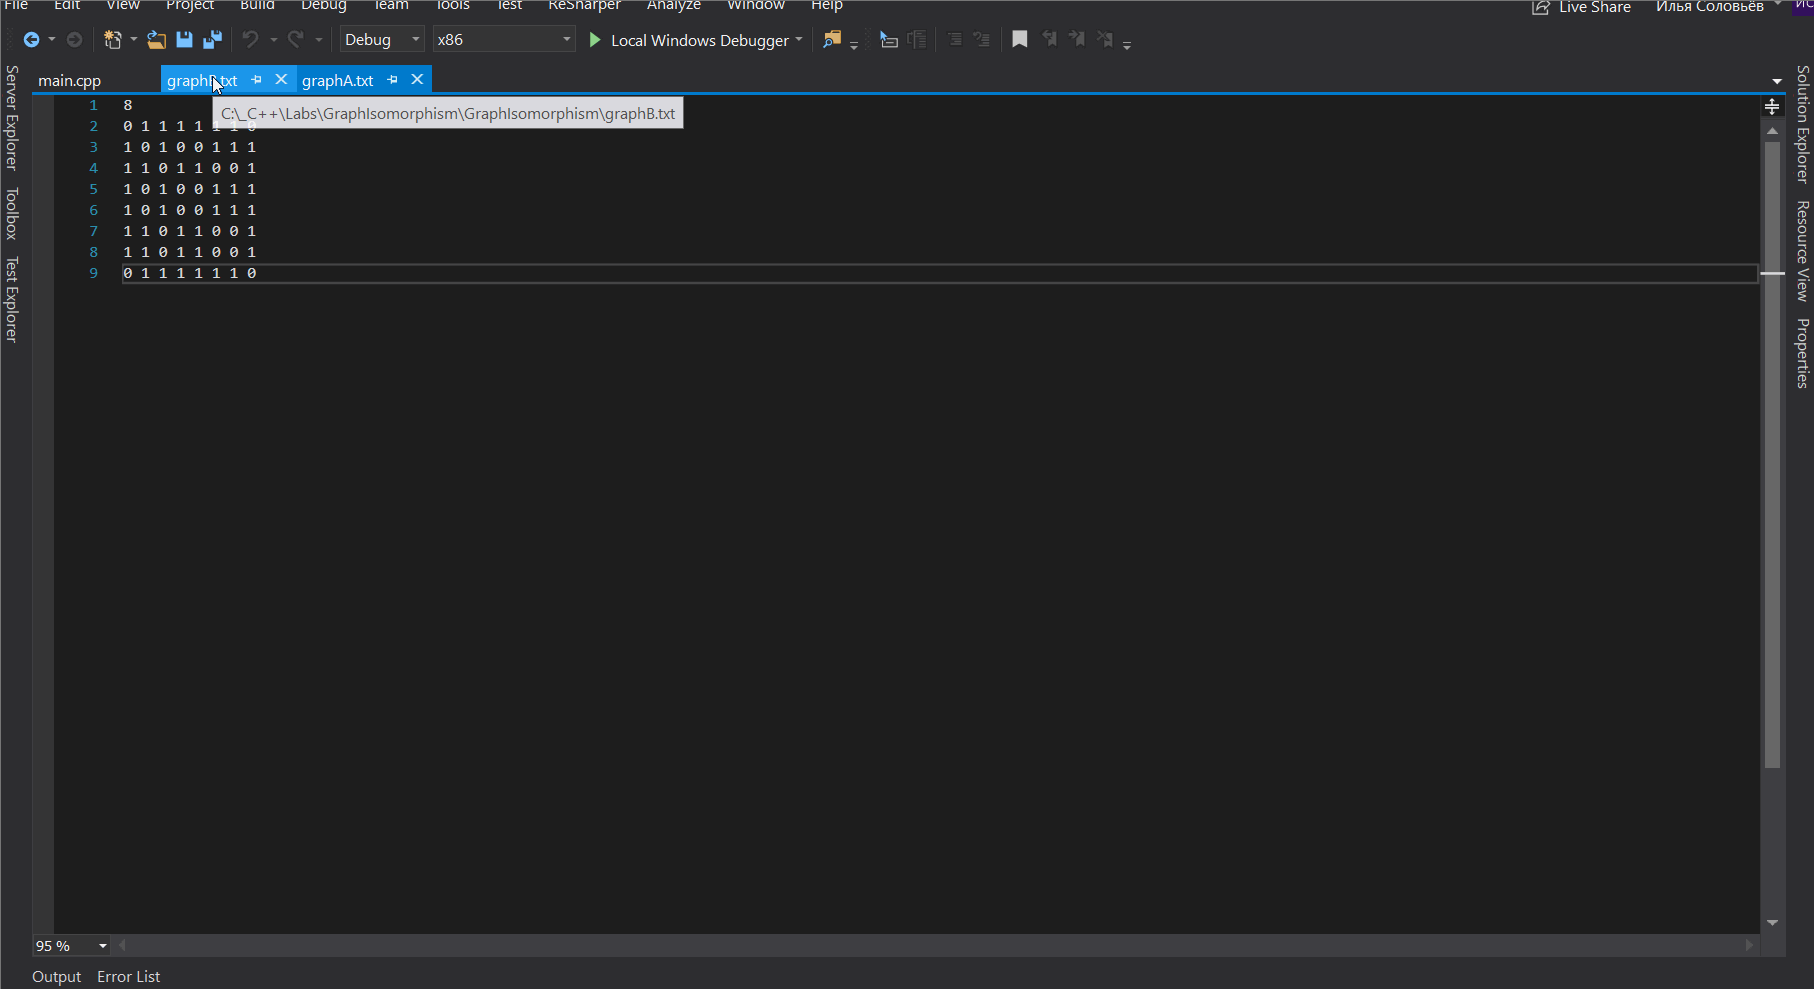 File Edit View Project Build Debug Team Tools Test ReSharper Analyze Window Help Live Share Илья Соловьёв ИС
Debug x86 Local Windows Debugger
main.cpp graphB.txt graphA.txt
C:\_C++\Labs\GraphIsomorphism\GraphIsomorphism\graphB.txt
1 8
2 0 1 1 1 1 1 1 0
3 1 0 1 0 0 1 1 1
4 1 1 0 1 1 0 0 1
5 1 0 1 0 0 1 1 1
6 1 0 1 0 0 1 1 1
7 1 1 0 1 1 0 0 1
8 1 1 0 1 1 0 0 1
9 0 1 1 1 1 1 1 0
Server Explorer
Toolbox
Test Explorer
Solution Explorer
Resource View
Properties
95 %
Output Error List